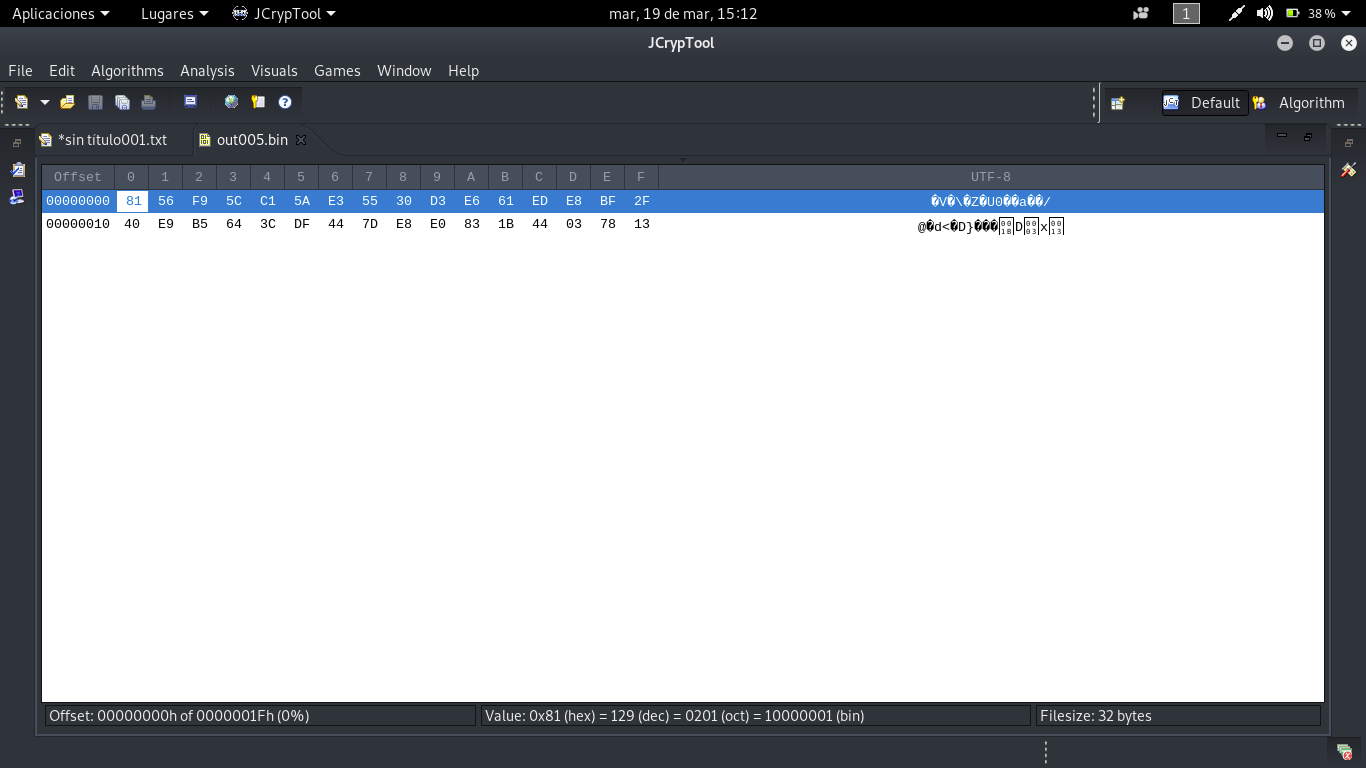 Aplicaciones Lugares JCrypTool mar, 19 de mar, 15:12 1 38 %
JCrypTool
File Edit Algorithms Analysis Visuals Games Window Help
Default Algorithm
*sin título001.txt out005.bin
Offset 0 1 2 3 4 5 6 7 8 9 A B C D E F UTF-8
00000000 81 56 F9 5C C1 5A E3 55 30 D3 E6 61 ED E8 BF 2F �V�\�Z�U0��a��/
00000010 40 E9 B5 64 3C DF 44 7D E8 E0 83 1B 44 03 78 13 @�d<�D}���D x
Offset: 00000000h of 0000001Fh (0%) Value: 0x81 (hex) = 129 (dec) = 0201 (oct) = 10000001 (bin) Filesize: 32 bytes